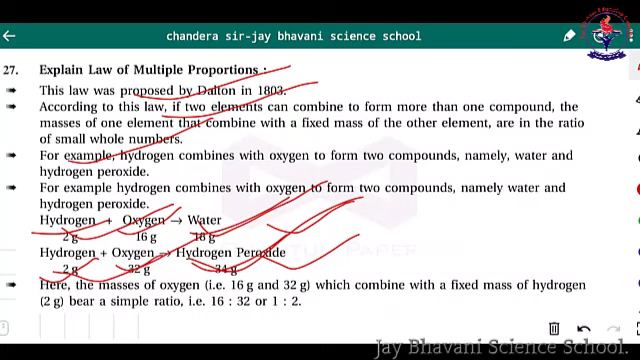 chandera sir-jay bhavani science school
27. Explain Law of Multiple Proportions :
This law was proposed by Dalton in 1803.
According to this law, if two elements can combine to form more than one compound, the
masses of one element that combine with a fixed mass of the other element, are in the ratio
of small whole numbers.
For example, hydrogen combines with oxygen to form two compounds, namely, water and
hydrogen peroxide.
For example hydrogen combines with oxygen to form two compounds, namely water and
hydrogen peroxide.
Hydrogen + Oxygen → Water
2 g 16 g 18 g
Hydrogen + Oxygen → Hydrogen Peroxide
2 g 32 g 34 g
Here, the masses of oxygen (i.e. 16 g and 32 g) which combine with a fixed mass of hydrogen
(2 g) bear a simple ratio, i.e. 16 : 32 or 1 : 2.
Jay Bhavani Science School.